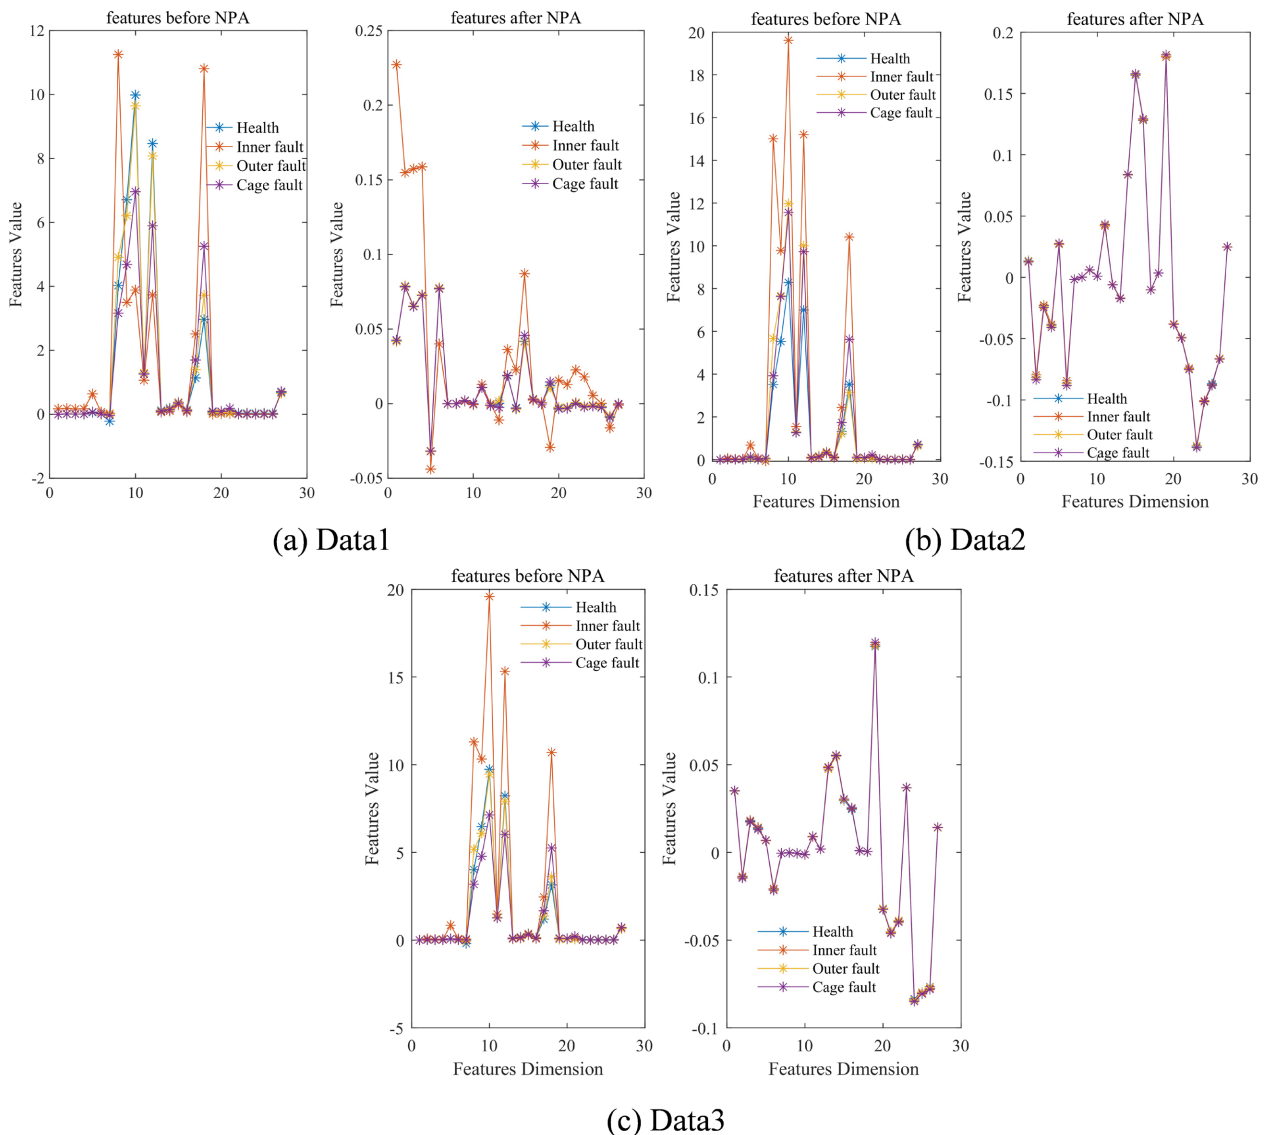 features before NPA
12
10
8
6
4
2
0
-2
0
10
20
30
Features Value
Health
Inner fault
Outer fault
Cage fault
features after NPA
0.25
0.2
0.15
0.1
0.05
0
-0.05
0
10
20
30
Health
Inner fault
Outer fault
Cage fault
(a) Data1
features before NPA
20
18
16
14
12
10
8
6
4
2
0
0
10
20
30
Features Value
Features Dimension
Health
Inner fault
Outer fault
Cage fault
features after NPA
0.2
0.15
0.1
0.05
0
-0.05
-0.1
-0.15
0
10
20
30
Features Value
Features Dimension
Health
Inner fault
Outer fault
Cage fault
(b) Data2
features before NPA
20
15
10
5
0
-5
0
10
20
30
Features Value
Features Dimension
Health
Inner fault
Outer fault
Cage fault
features after NPA
0.15
0.1
0.05
0
-0.05
-0.1
0
10
20
30
Features Value
Features Dimension
Health
Inner fault
Outer fault
Cage fault
(c) Data3